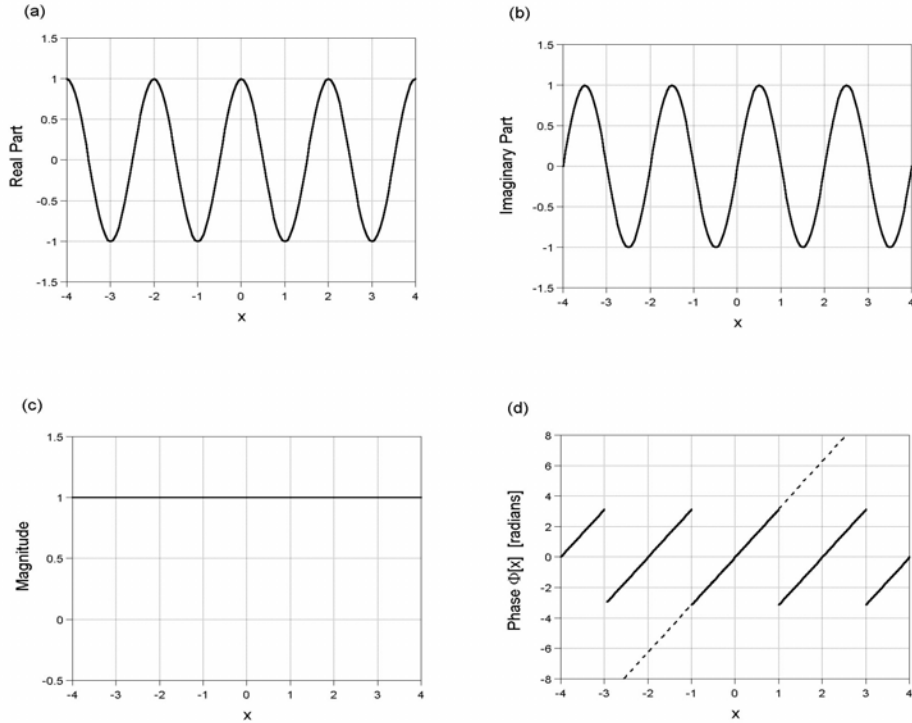 (a)
1.5
1
0.5
0
-0.5
-1
-1.5
Real Part
-4 -3 -2 -1 0 1 2 3 4
x
(b)
1.5
1
0.5
0
-0.5
-1
-1.5
Imaginary Part
-4 -3 -2 -1 0 1 2 3 4
x
(c)
1.5
1
0.5
0
-0.5
Magnitude
-4 -3 -2 -1 0 1 2 3 4
x
(d)
8
6
4
2
0
-2
-4
-6
-8
Phase Φ[x] [radians]
-4 -3 -2 -1 0 1 2 3 4
x